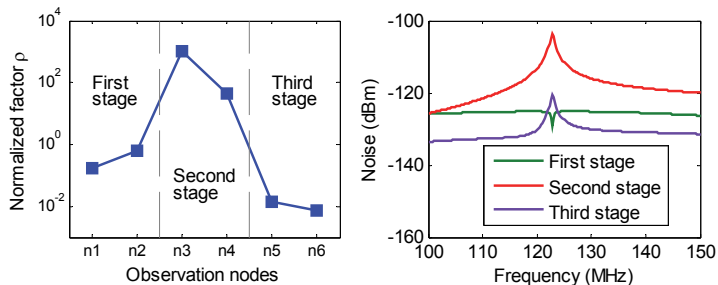 Normalized factor ρ
10^4
10^2
10^0
10^-2
First
stage
Second
stage
Third
stage
n1 n2 n3 n4 n5 n6
Observation nodes
Noise (dBm)
-100
-120
-140
-160
First stage
Second stage
Third stage
100 110 120 130 140 150
Frequency (MHz)